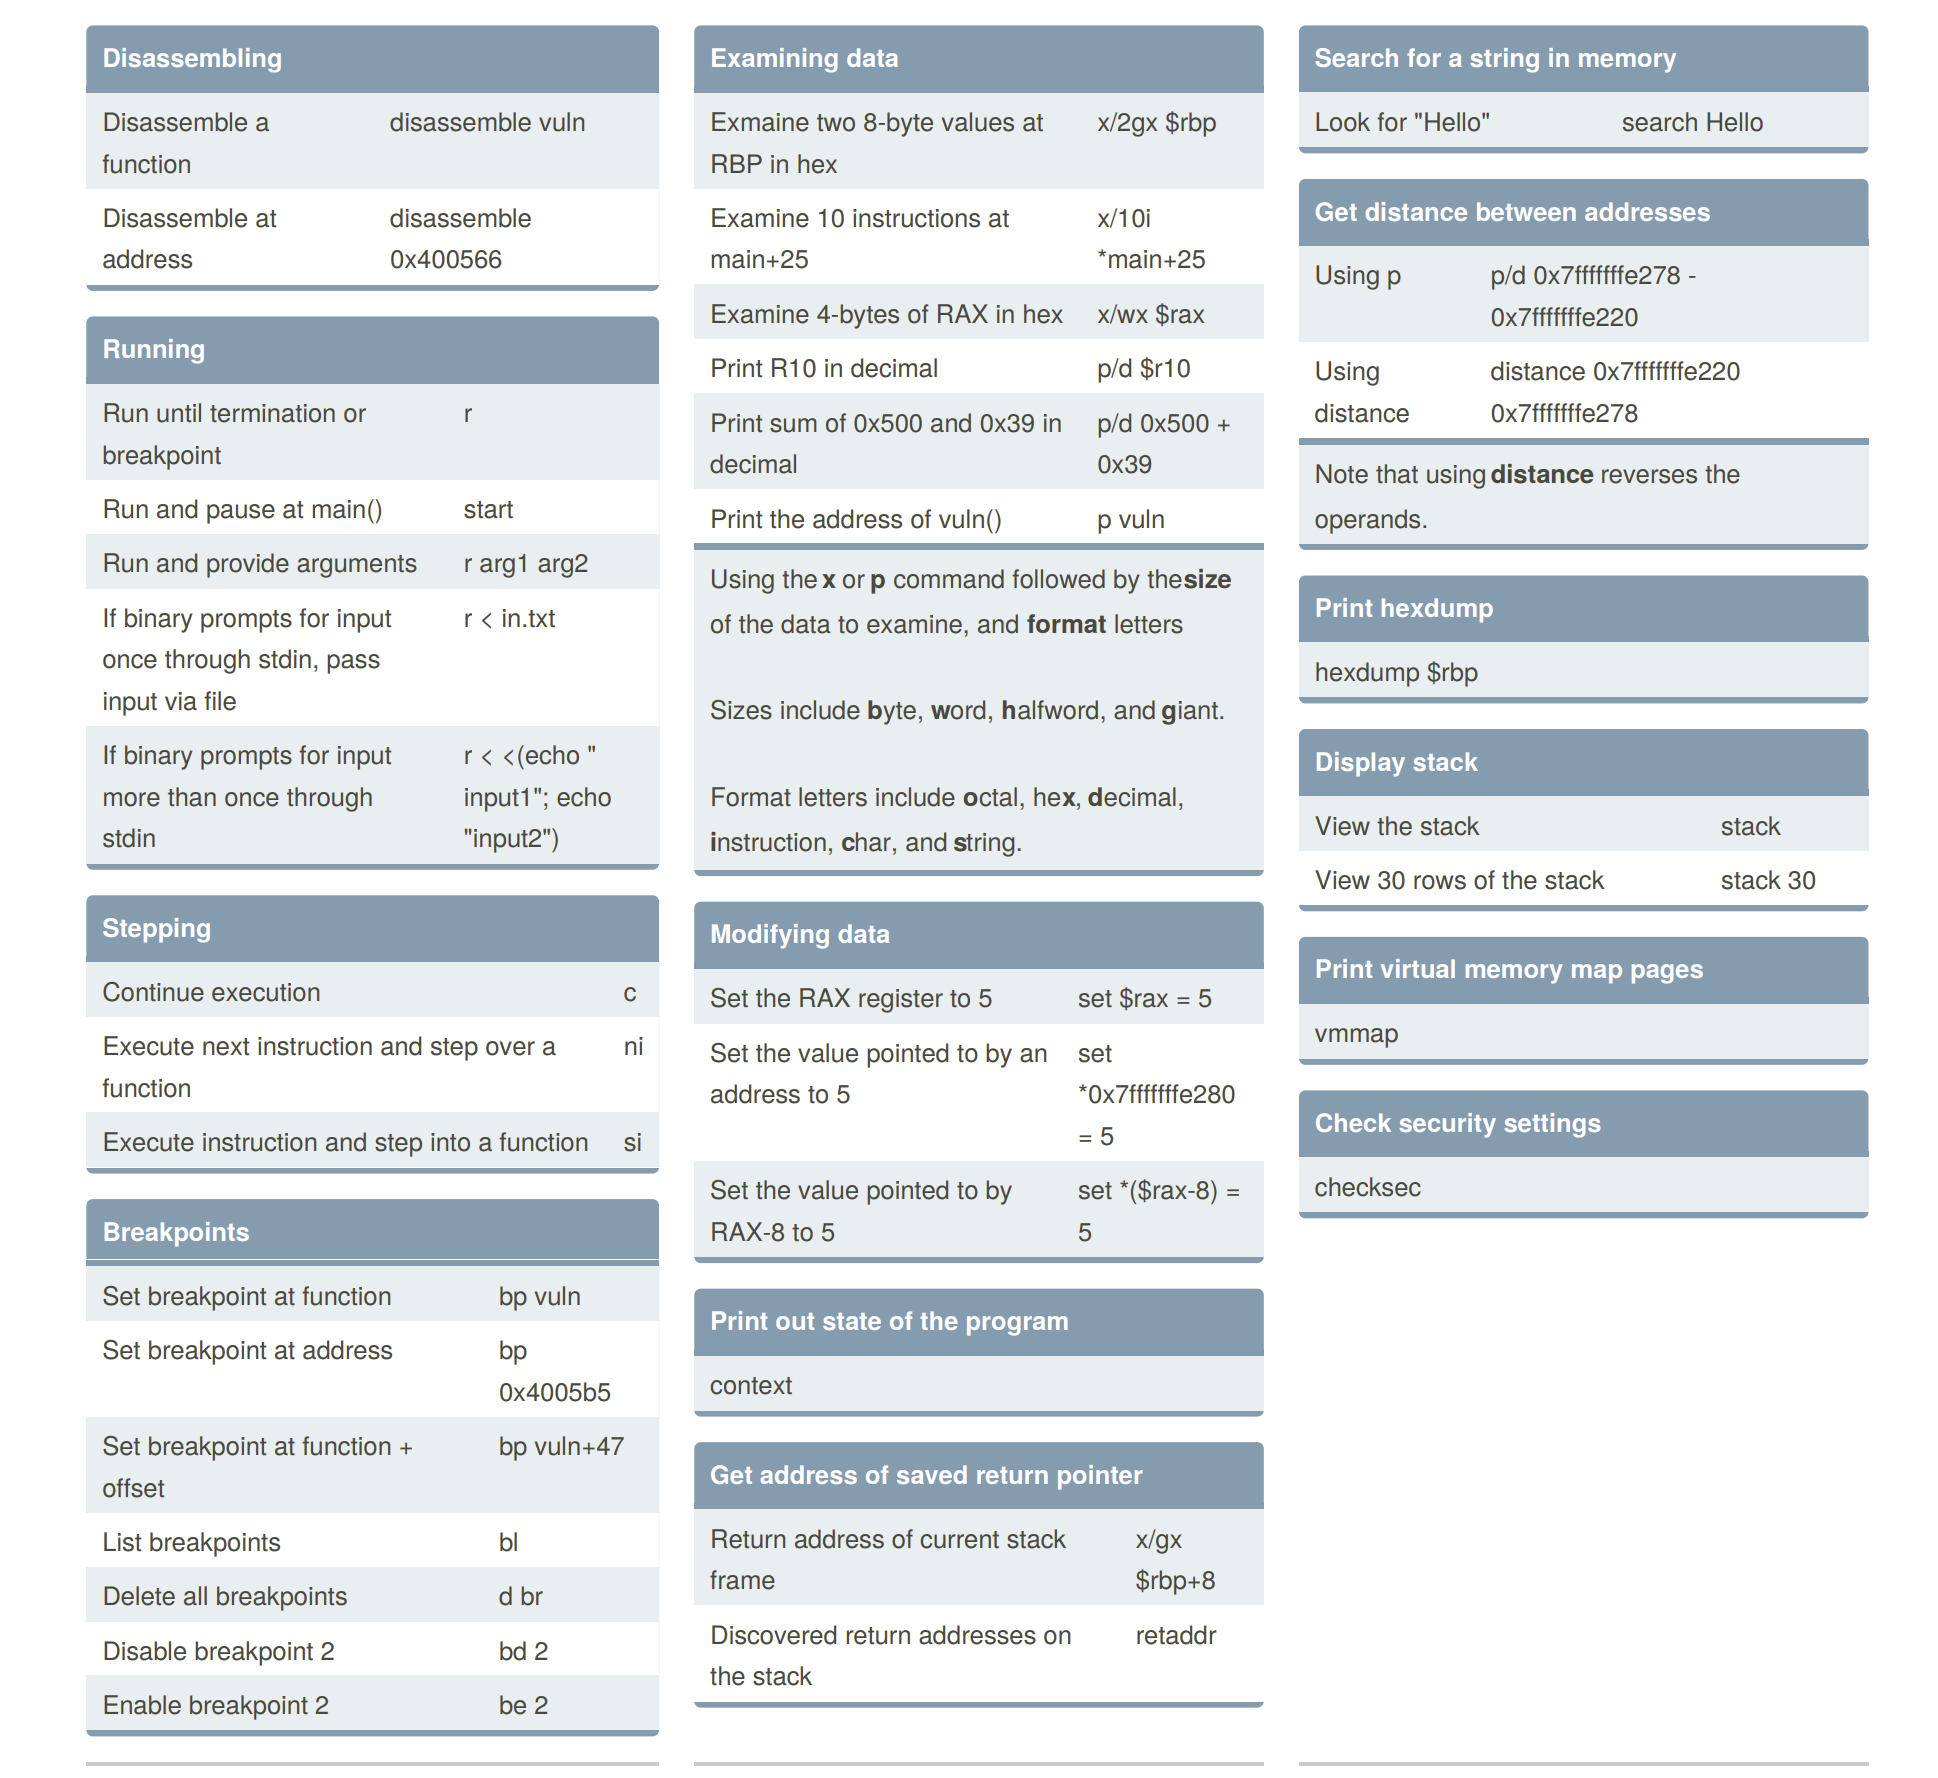 Disassembling
Disassemble a disassemble vuln
function
Disassemble at disassemble
address 0x400566
Running
Run until termination or r
breakpoint
Run and pause at main() start
Run and provide arguments r arg1 arg2
If binary prompts for input r < in.txt
once through stdin, pass
input via file
If binary prompts for input r < <(echo "
more than once through input1"; echo
stdin "input2")
Stepping
Continue execution c
Execute next instruction and step over a ni
function
Execute instruction and step into a function si
Breakpoints
Set breakpoint at function bp vuln
Set breakpoint at address bp
0x4005b5
Set breakpoint at function + bp vuln+47
offset
List breakpoints bl
Delete all breakpoints d br
Disable breakpoint 2 bd 2
Enable breakpoint 2 be 2
Examining data
Exmaine two 8-byte values at x/2gx $rbp
RBP in hex
Examine 10 instructions at x/10i
main+25 *main+25
Examine 4-bytes of RAX in hex x/wx $rax
Print R10 in decimal p/d $r10
Print sum of 0x500 and 0x39 in p/d 0x500 +
decimal 0x39
Print the address of vuln() p vuln
Using the x or p command followed by the size
of the data to examine, and format letters
Sizes include byte, word, halfword, and giant.
Format letters include octal, hex, decimal,
instruction, char, and string.
Modifying data
Set the RAX register to 5 set $rax = 5
Set the value pointed to by an set
address to 5 *0x7fffffffe280
= 5
Set the value pointed to by set *($rax-8) =
RAX-8 to 5 5
Print out state of the program
context
Get address of saved return pointer
Return address of current stack x/gx
frame $rbp+8
Discovered return addresses on retaddr
the stack
Search for a string in memory
Look for "Hello" search Hello
Get distance between addresses
Using p p/d 0x7fffffffe278 -
0x7fffffffe220
Using distance 0x7fffffffe220
distance 0x7fffffffe278
Note that using distance reverses the
operands.
Print hexdump
hexdump $rbp
Display stack
View the stack stack
View 30 rows of the stack stack 30
Print virtual memory map pages
vmmap
Check security settings
checksec